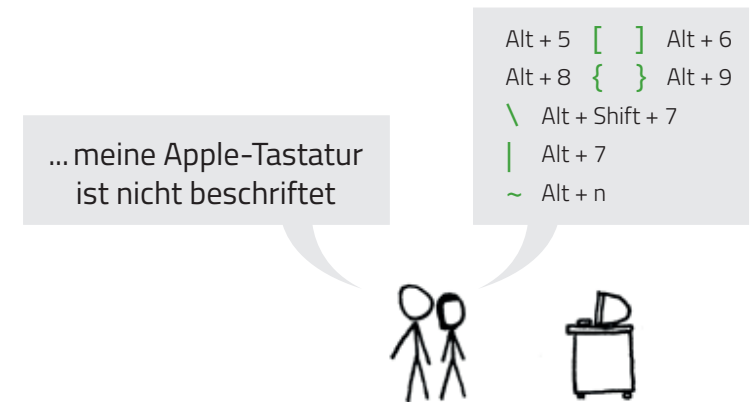 ... meine Apple-Tastatur
ist nicht beschriftet
Alt + 5 [ ] Alt + 6
Alt + 8 { } Alt + 9
\ Alt + Shift + 7
| Alt + 7
~ Alt + n